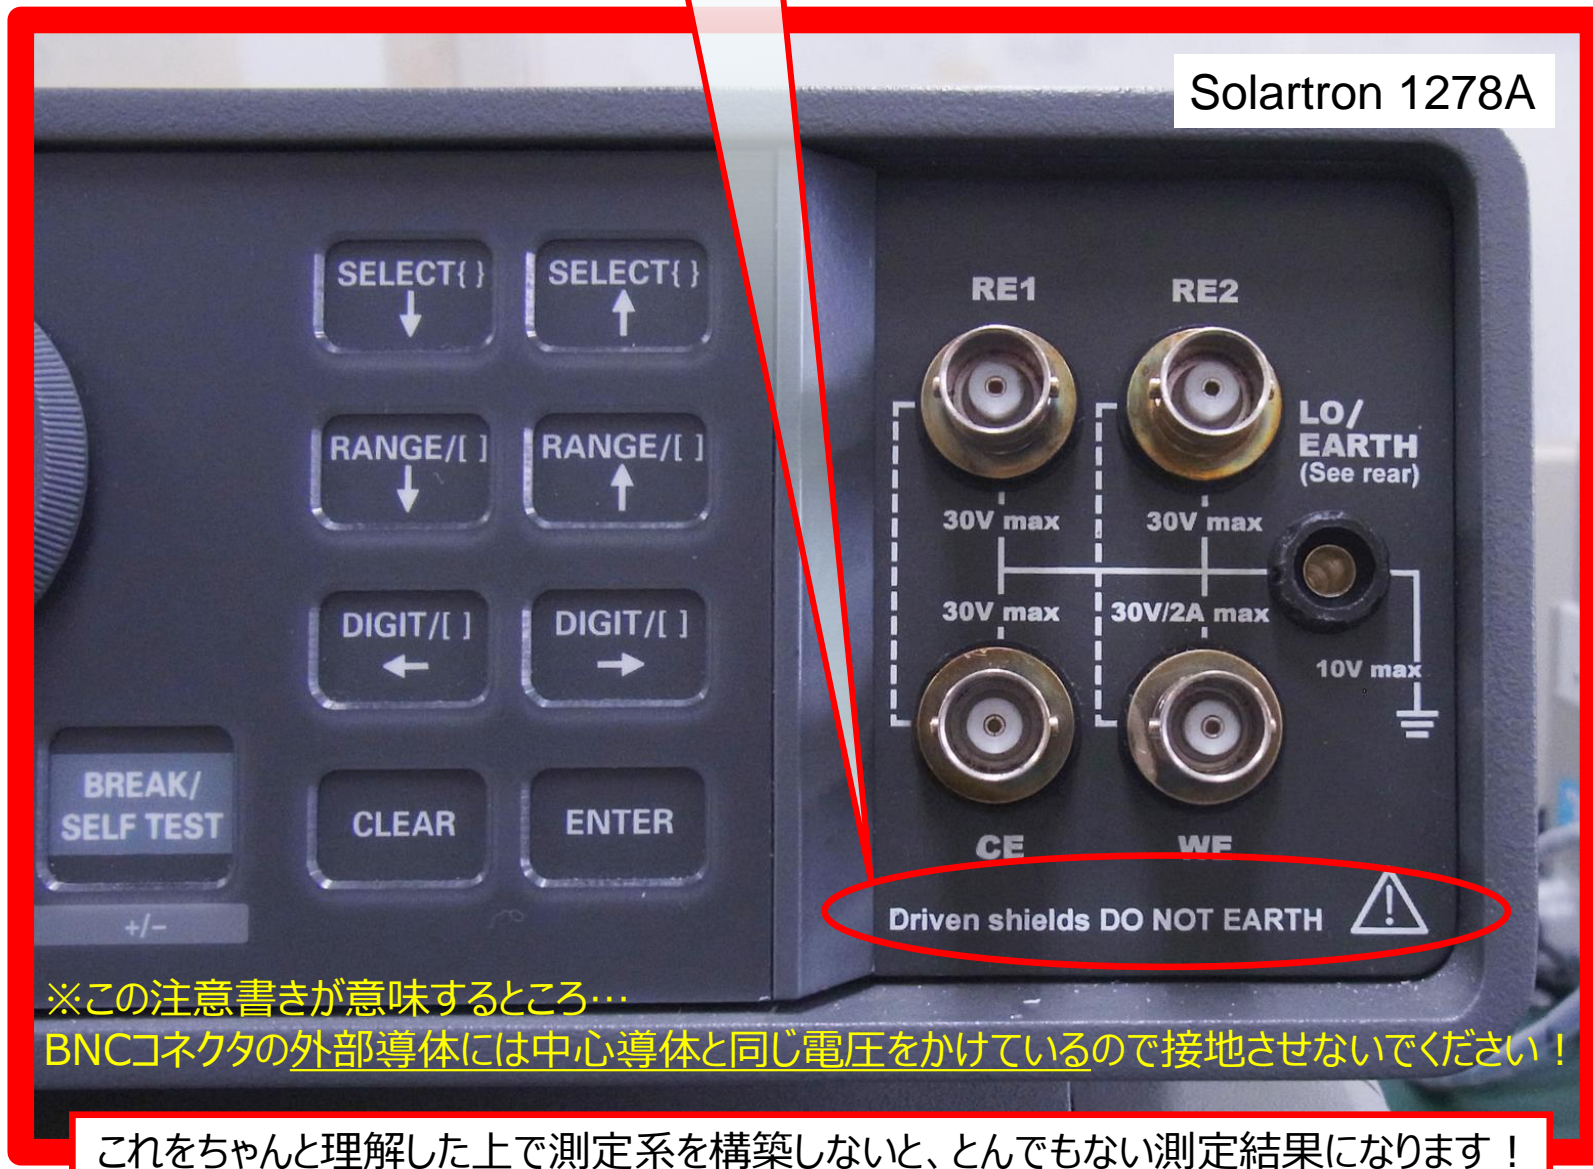 Solartron 1278A
SELECT{ }
SELECT{ }
RANGE/[ ]
RANGE/[ ]
DIGIT/[ ]
DIGIT/[ ]
BREAK/
SELF TEST
CLEAR
ENTER
+/−
RE1
RE2
LO/
EARTH
(See rear)
30V max
30V max
30V max
30V/2A max
10V max
CE
WE
Driven shields DO NOT EARTH
※この注意書きが意味するところ…
BNCコネクタの外部導体には中心導体と同じ電圧をかけているので接地させないでください！
これをちゃんと理解した上で測定系を構築しないと、とんでもない測定結果になります！